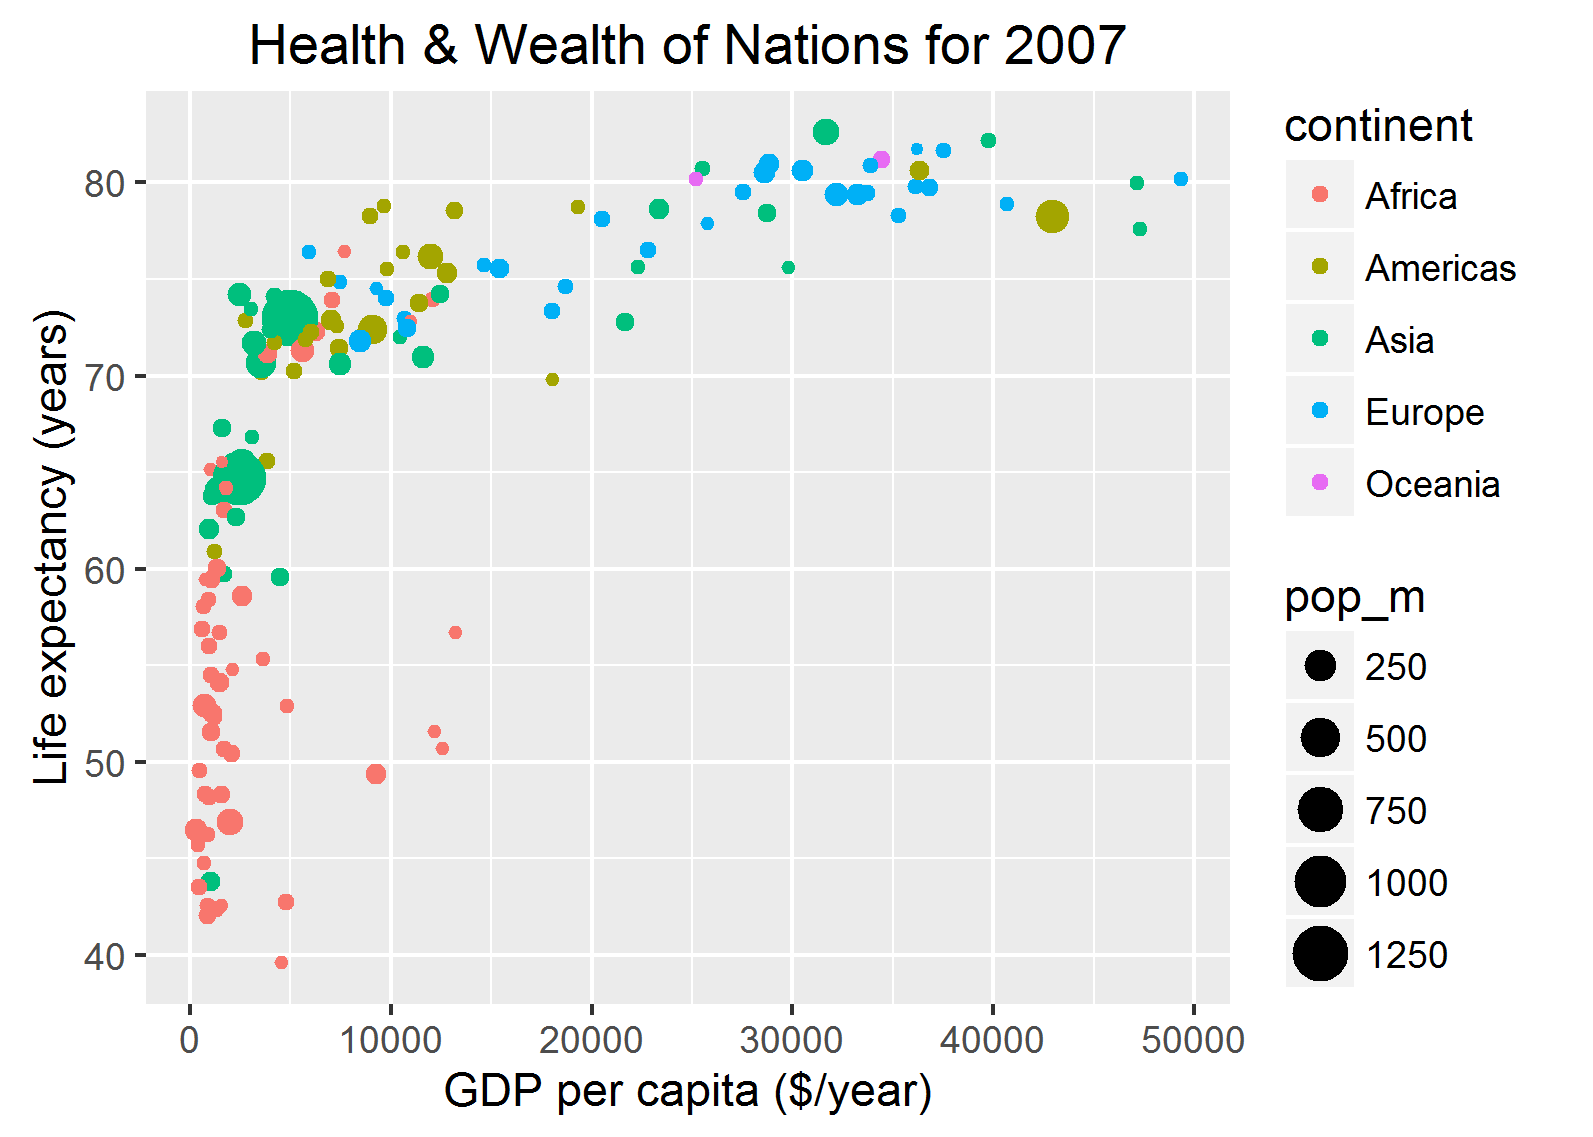 Health & Wealth of Nations for 2007
Life expectancy (years)
80
70
60
50
40
0 10000 20000 30000 40000 50000
GDP per capita ($/year)
continent
Africa
Americas
Asia
Europe
Oceania
pop_m
250
500
750
1000
1250